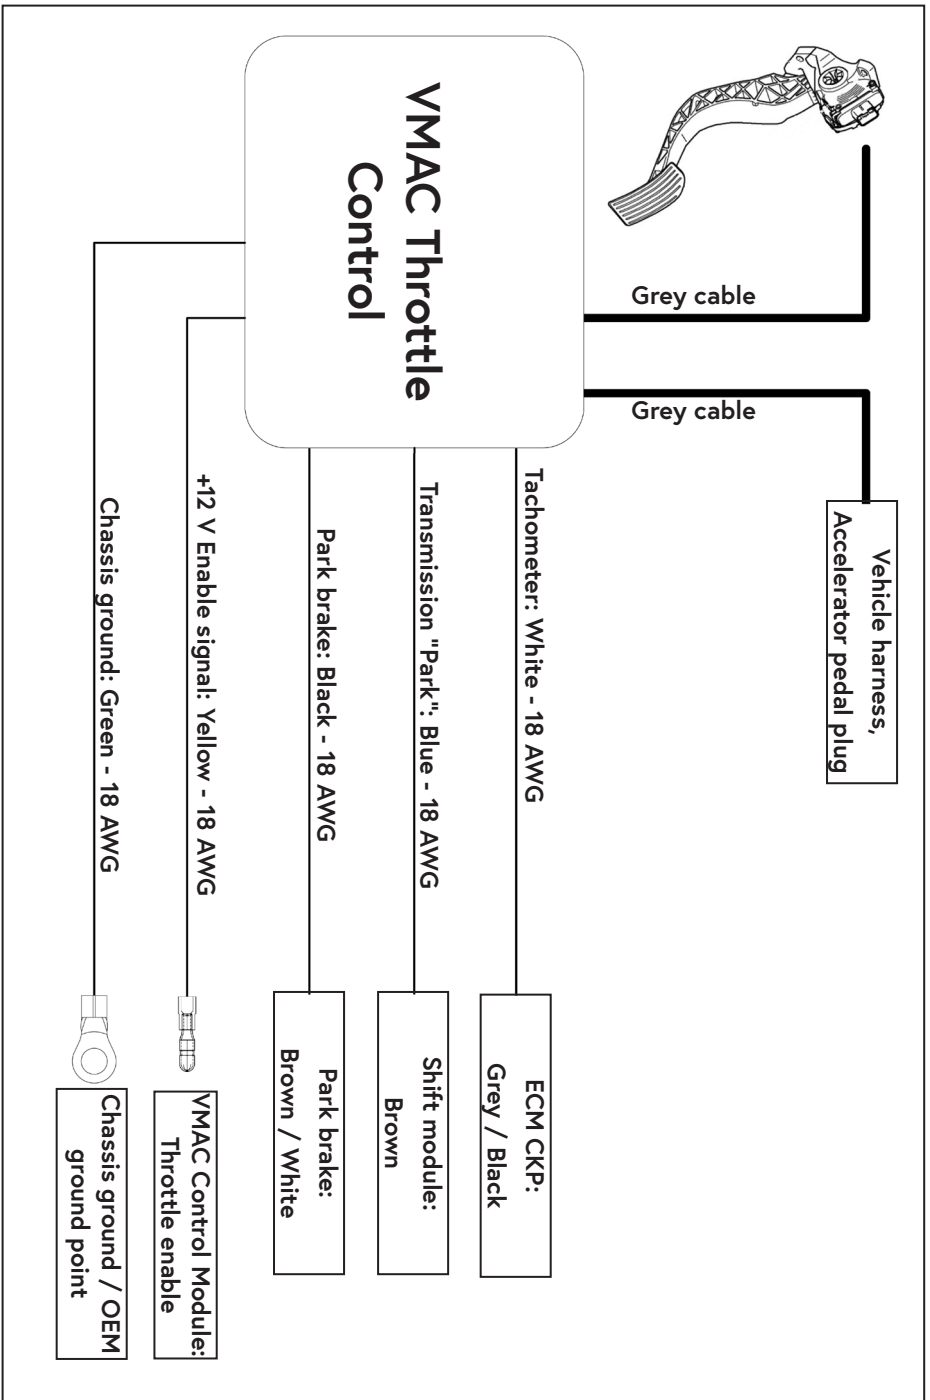 VMAC Throttle
Control
Grey cable
Grey cable
Vehicle harness,
Accelerator pedal plug
Tachometer: White - 18 AWG
ECM CKP:
Grey / Black
Transmission "Park": Blue - 18 AWG
Shift module:
Brown
Park brake: Black - 18 AWG
Park brake:
Brown / White
+12 V Enable signal: Yellow - 18 AWG
VMAC Control Module:
Throttle enable
Chassis ground: Green - 18 AWG
Chassis ground / OEM
ground point